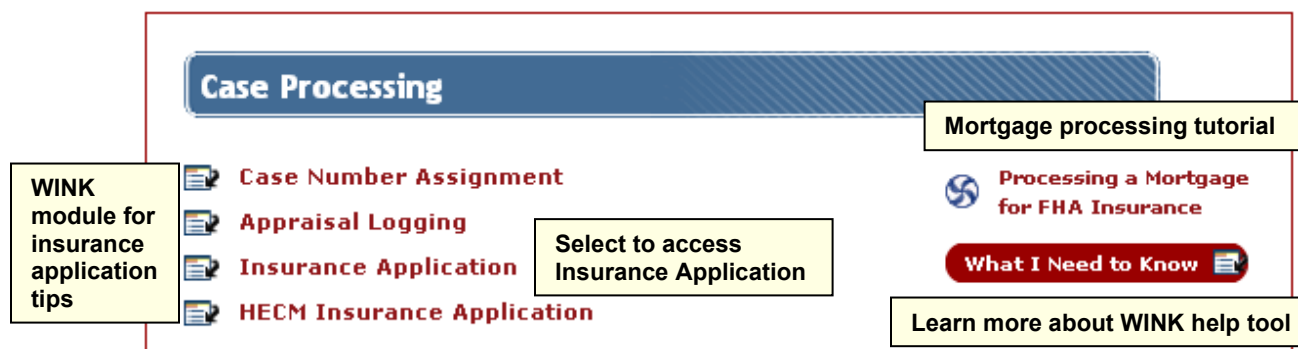 Case Processing
Mortgage processing tutorial
WINK
module for
insurance
application
tips
Case Number Assignment
Appraisal Logging
Insurance Application
HECM Insurance Application
Select to access
Insurance Application
Processing a Mortgage
for FHA Insurance
What I Need to Know
Learn more about WINK help tool